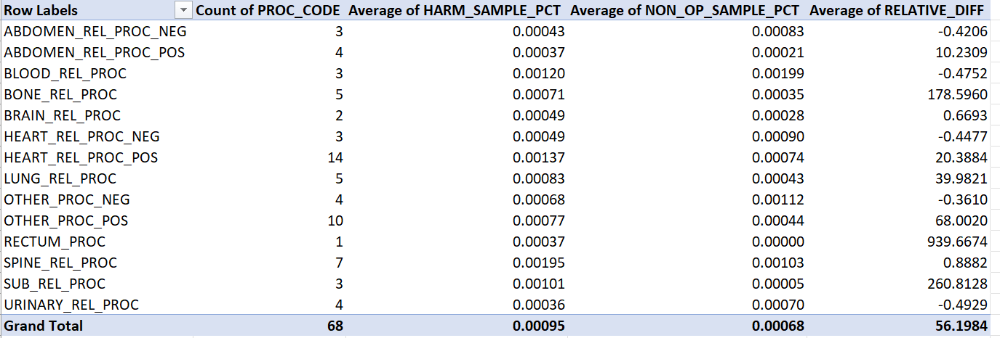 Row Labels Count of PROC_CODE Average of HARM_SAMPLE_PCT Average of NON_OP_SAMPLE_PCT Average of RELATIVE_DIFF
ABDOMEN_REL_PROC_NEG 3 0.00043 0.00083 -0.4206
ABDOMEN_REL_PROC_POS 4 0.00037 0.00021 10.2309
BLOOD_REL_PROC 3 0.00120 0.00199 -0.4752
BONE_REL_PROC 5 0.00071 0.00035 178.5960
BRAIN_REL_PROC 2 0.00049 0.00028 0.6693
HEART_REL_PROC_NEG 3 0.00049 0.00090 -0.4477
HEART_REL_PROC_POS 14 0.00137 0.00074 20.3884
LUNG_REL_PROC 5 0.00083 0.00043 39.9821
OTHER_PROC_NEG 4 0.00068 0.00112 -0.3610
OTHER_PROC_POS 10 0.00077 0.00044 68.0020
RECTUM_PROC 1 0.00037 0.00000 939.6674
SPINE_REL_PROC 7 0.00195 0.00103 0.8882
SUB_REL_PROC 3 0.00101 0.00005 260.8128
URINARY_REL_PROC 4 0.00036 0.00070 -0.4929
Grand Total 68 0.00095 0.00068 56.1984